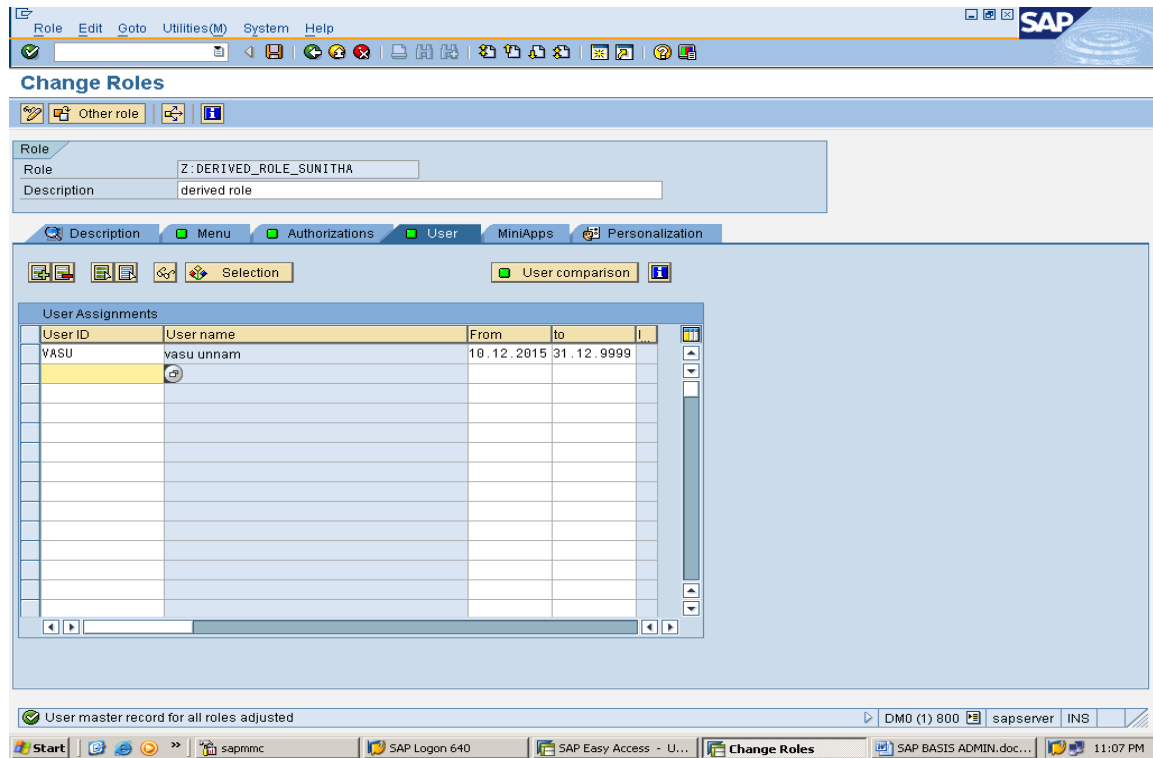 Role Edit Goto Utilities(M) System Help
SAP
Change Roles
Other role
Role
Role Z:DERIVED_ROLE_SUNITHA
Description derived role
Description Menu Authorizations User MiniApps Personalization
Selection User comparison
User Assignments
User ID User name From to I...
VASU vasu unnam 10.12.2015 31.12.9999
User master record for all roles adjusted DM0 (1) 800 sapserver INS
Start » sapmmc SAP Logon 640 SAP Easy Access - U... Change Roles SAP BASIS ADMIN.doc... 11:07 PM